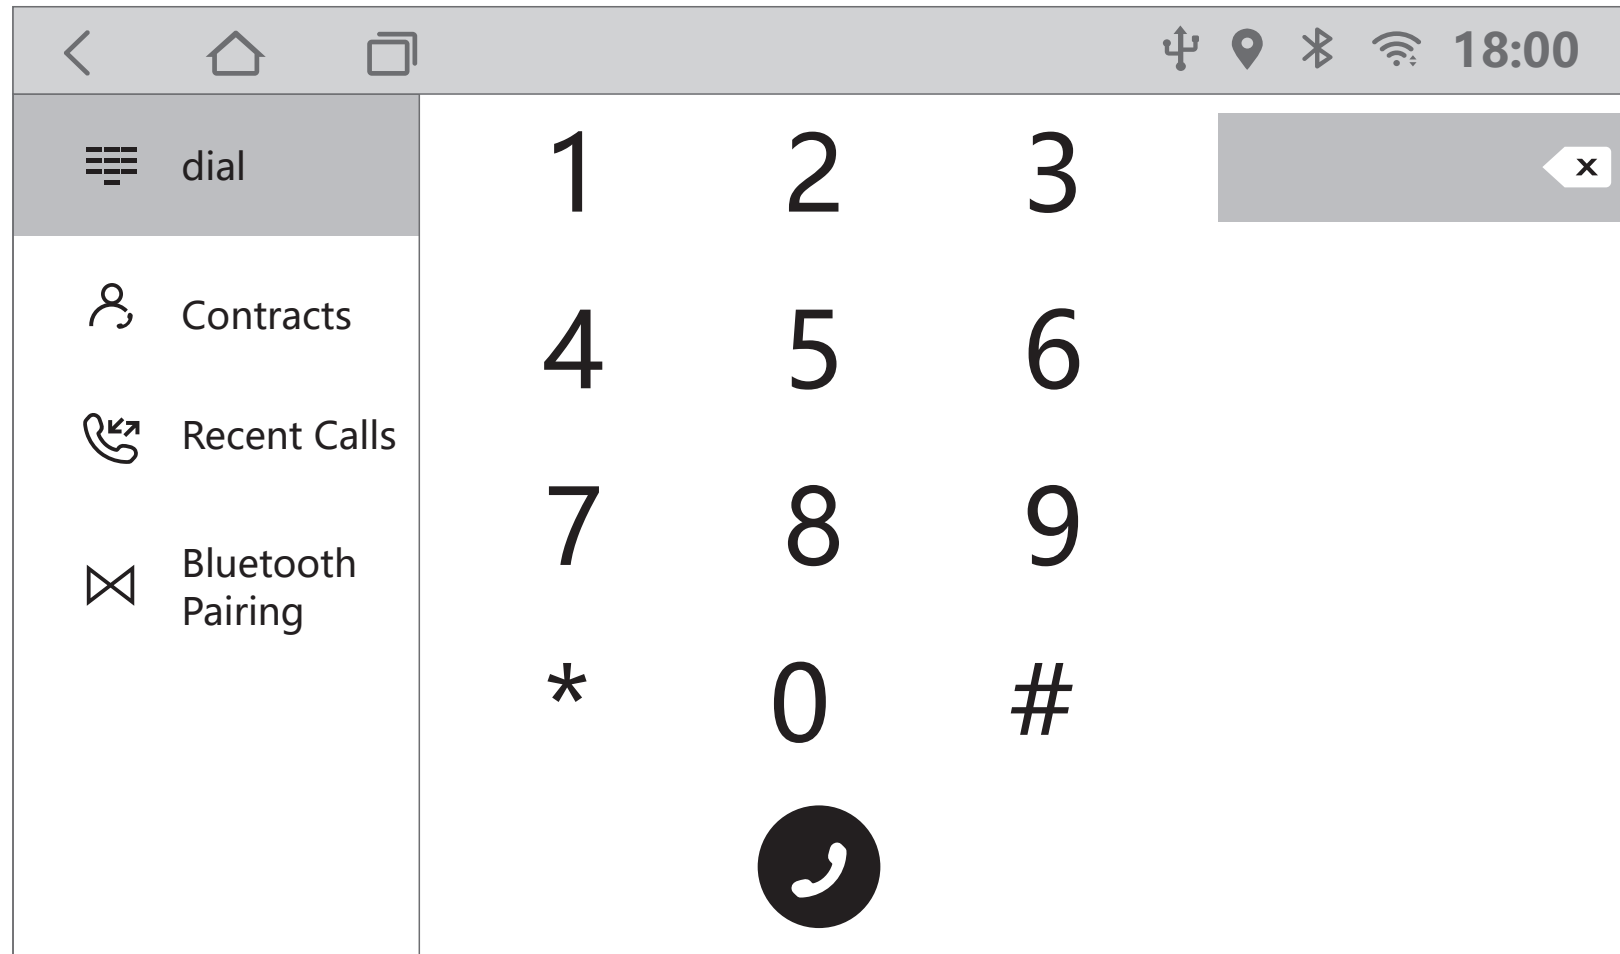 18:00
dial
Contracts
Recent Calls
Bluetooth
Pairing
1 2 3
4 5 6
7 8 9
* 0 #
x